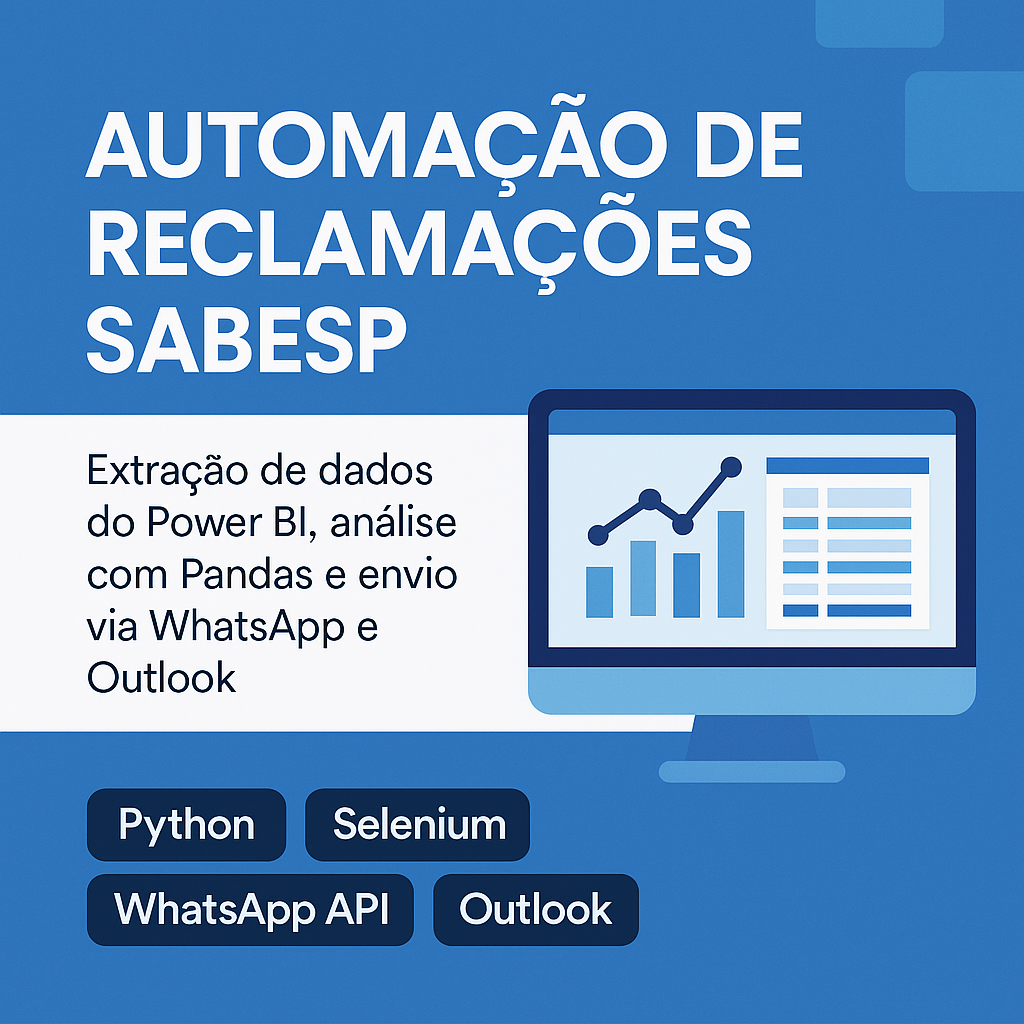 AUTOMAÇÃO DE
RECLAMAÇÕES
SABESP
Extração de dados
do Power BI, análise
com Pandas e envio
via WhatsApp e
Outlook
Python
Selenium
WhatsApp API
Outlook